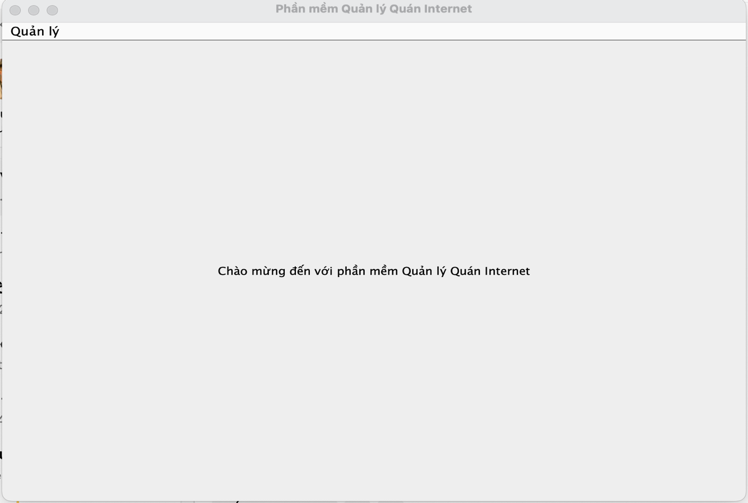 Phần mềm Quản lý Quán Internet
Quản lý
Chào mừng đến với phần mềm Quản lý Quán Internet